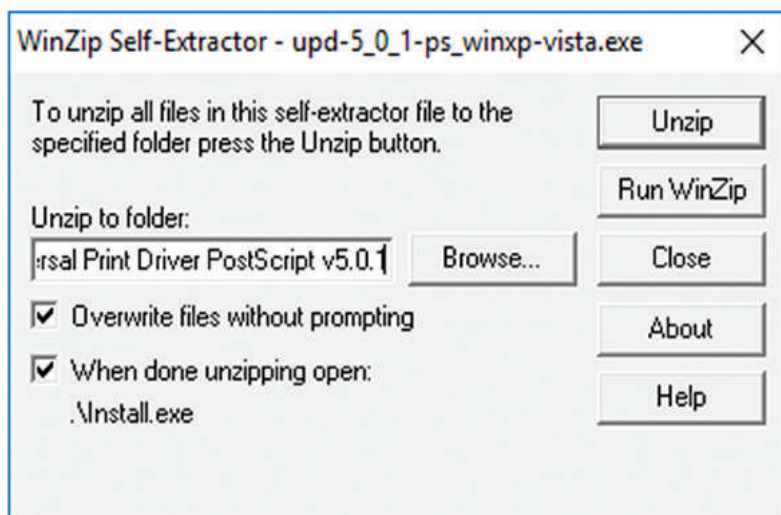 WinZip Self-Extractor - upd-5_0_1-ps_winxp-vista.exe
To unzip all files in this self-extractor file to the
specified folder press the Unzip button.
Unzip to folder:
rsal Print Driver PostScript v5.0.1
Browse...
Overwrite files without prompting
When done unzipping open:
.\Install.exe
Unzip
Run WinZip
Close
About
Help